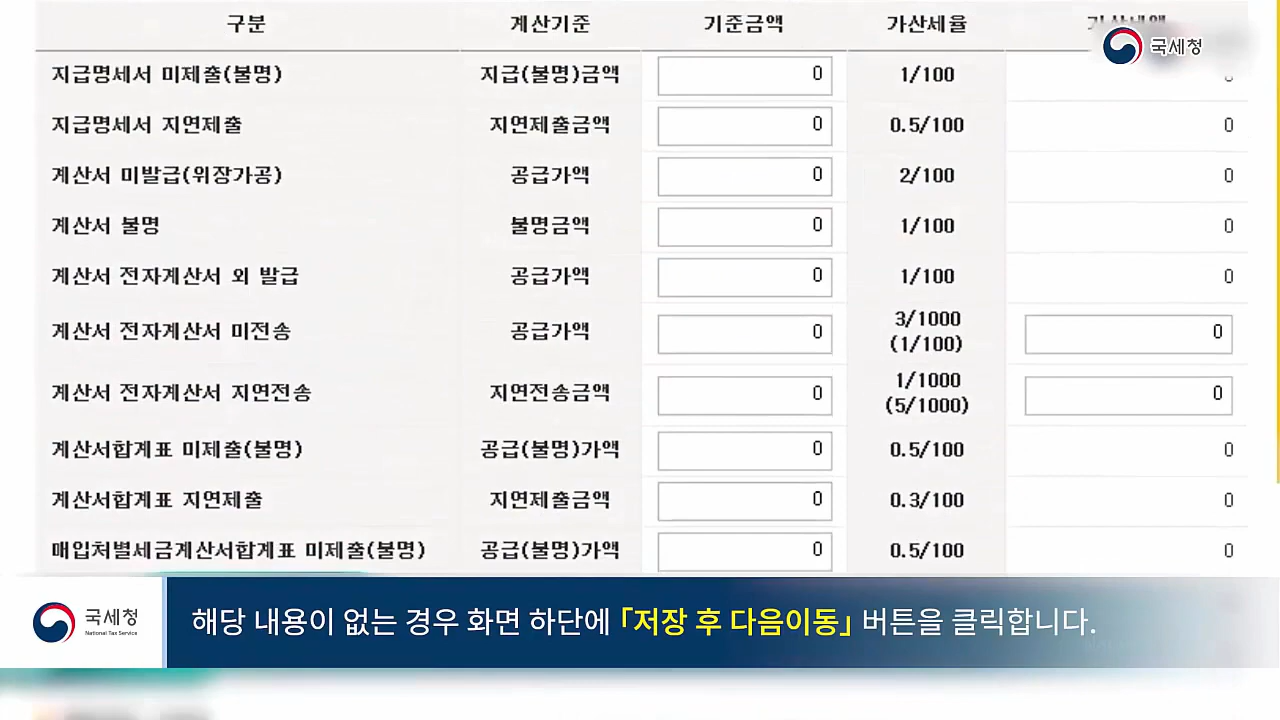 구분 계산기준 기준금액 가산세율
국세청
지급명세서 미제출(불명) 지급(불명)금액 0 1/100
지급명세서 지연제출 지연제출금액 0 0.5/100 0
계산서 미발급(위장가공) 공급가액 0 2/100 0
계산서 불명 불명금액 0 1/100 0
계산서 전자계산서 외 발급 공급가액 0 1/100 0
계산서 전자계산서 미전송 공급가액 0 3/1000 (1/100) 0
계산서 전자계산서 지연전송 지연전송금액 0 1/1000 (5/1000) 0
계산서합계표 미제출(불명) 공급(불명)가액 0 0.5/100 0
계산서합계표 지연제출 지연제출금액 0 0.3/100 0
매입처별세금계산서합계표 미제출(불명) 공급(불명)가액 0 0.5/100 0
국세청
National Tax Service
해당 내용이 없는 경우 화면 하단에 「저장 후 다음이동」 버튼을 클릭합니다.